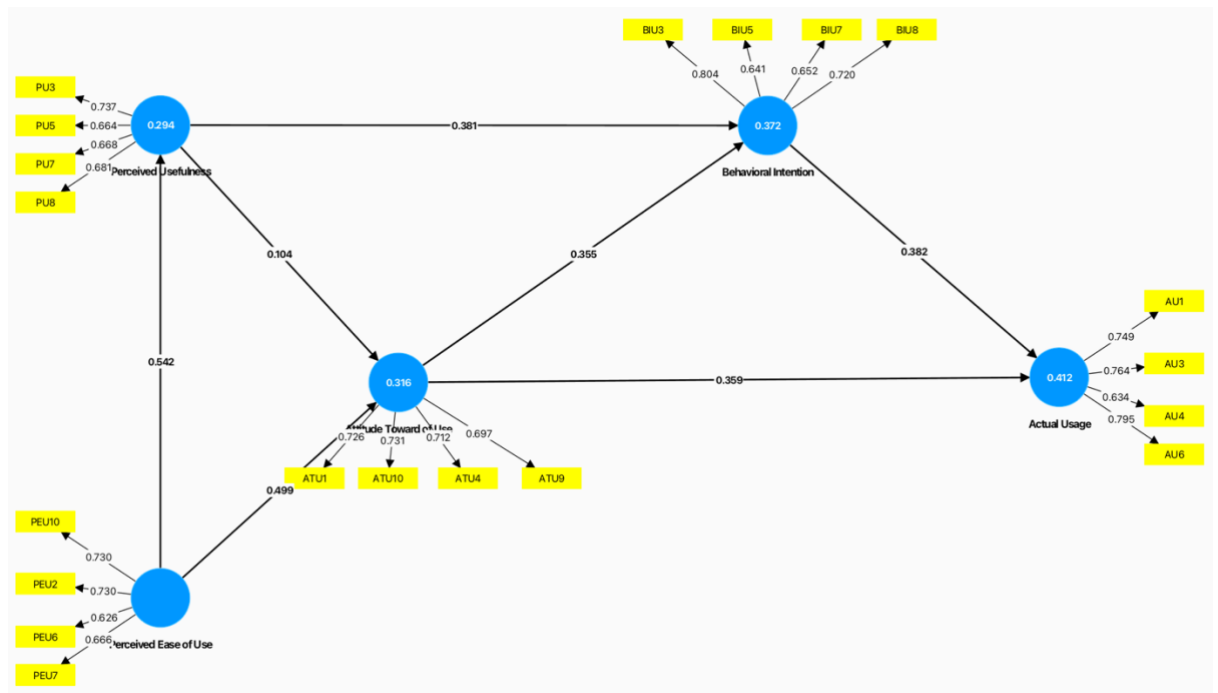 BIU3
BIU5
BIU7
BIU8
0.804
0.641
0.652
0.720
PU3
PU5
PU7
PU8
0.737
0.664
0.668
0.681
0.294
Perceived Usefulness
0.381
0.372
Behavioral Intention
0.104
0.355
0.382
0.542
0.316
Attitude Toward of Use
0.359
0.412
Actual Usage
AU1
AU3
AU4
AU6
0.749
0.764
0.634
0.795
0.726
0.731
0.712
0.697
ATU1
ATU10
ATU4
ATU9
0.499
PEU10
PEU2
PEU6
PEU7
0.730
0.730
0.626
0.666
Perceived Ease of Use